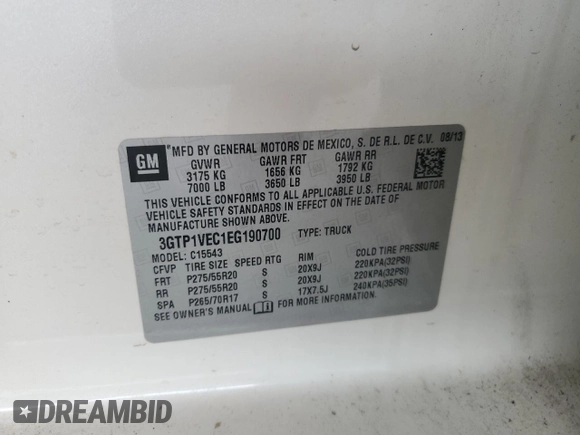 GM ®MFD BY GENERAL MOTORS DE MEXICO, S. DE R.L. DE C.V. 08/13
GVWR GAWR FRT GAWR RR
3175 KG 1656 KG 1792 KG
7000 LB 3650 LB 3950 LB
THIS VEHICLE CONFORMS TO ALL APPLICABLE U.S. FEDERAL MOTOR
VEHICLE SAFETY STANDARDS IN EFFECT ON THE DATE OF
MANUFACTURE SHOWN ABOVE.
3GTP1VEC1EG190700 TYPE: TRUCK
MODEL: C15543
CFVP TIRE SIZE SPEED RTG RIM COLD TIRE PRESSURE
FRT P275/55R20 S 20X9J 220KPA(32PSI)
RR P275/55R20 S 20X9J 220KPA(32PSI)
SPA P265/70R17 S 17X7.5J 240KPA(35PSI)
SEE OWNER'S MANUAL FOR MORE INFORMATION.
DREAMBID